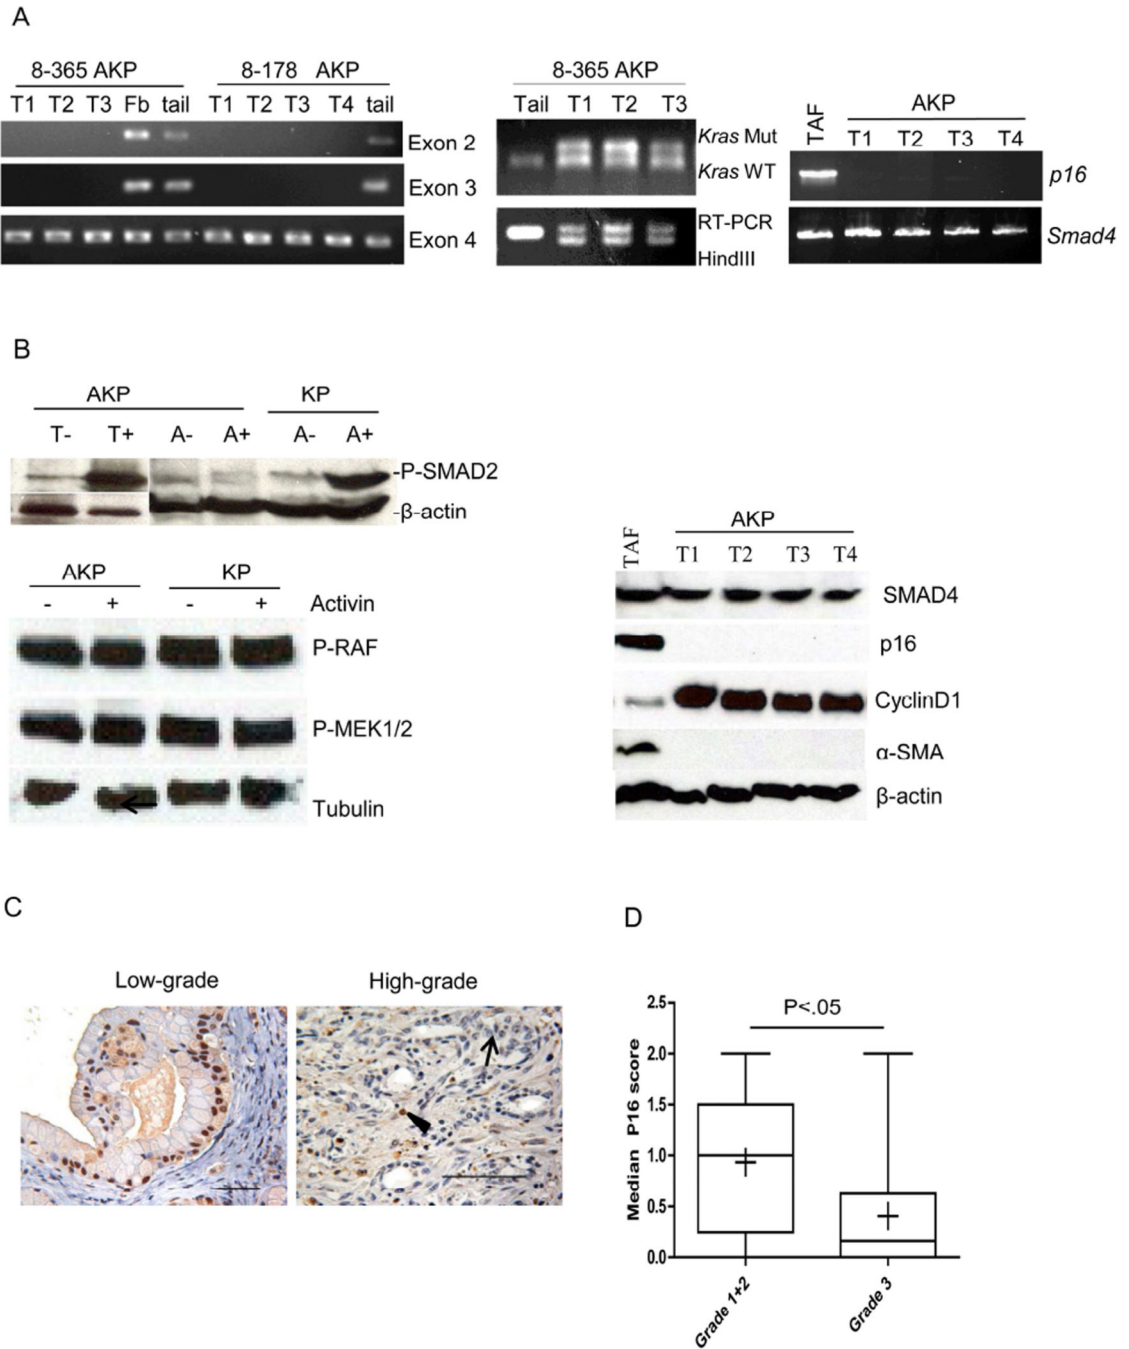 A
8-365 AKP
8-178 AKP
T1 T2 T3 Fb tail T1 T2 T3 T4 tail
Exon 2
Exon 3
Exon 4
8-365 AKP
Tail T1 T2 T3
Kras Mut
Kras WT
RT-PCR
HindIII
TAF
AKP
T1 T2 T3 T4
p16
Smad4
B
AKP
KP
T- T+ A- A+ A- A+
-P-SMAD2
-β-actin
AKP
KP
- + - + Activin
P-RAF
P-MEK1/2
Tubulin
TAF
AKP
T1 T2 T3 T4
SMAD4
p16
CyclinD1
α-SMA
β-actin
C
Low-grade
High-grade
D
Median P16 score
2.5
2.0
1.5
1.0
0.5
0.0
P<.05
Grade 1+2
Grade 3